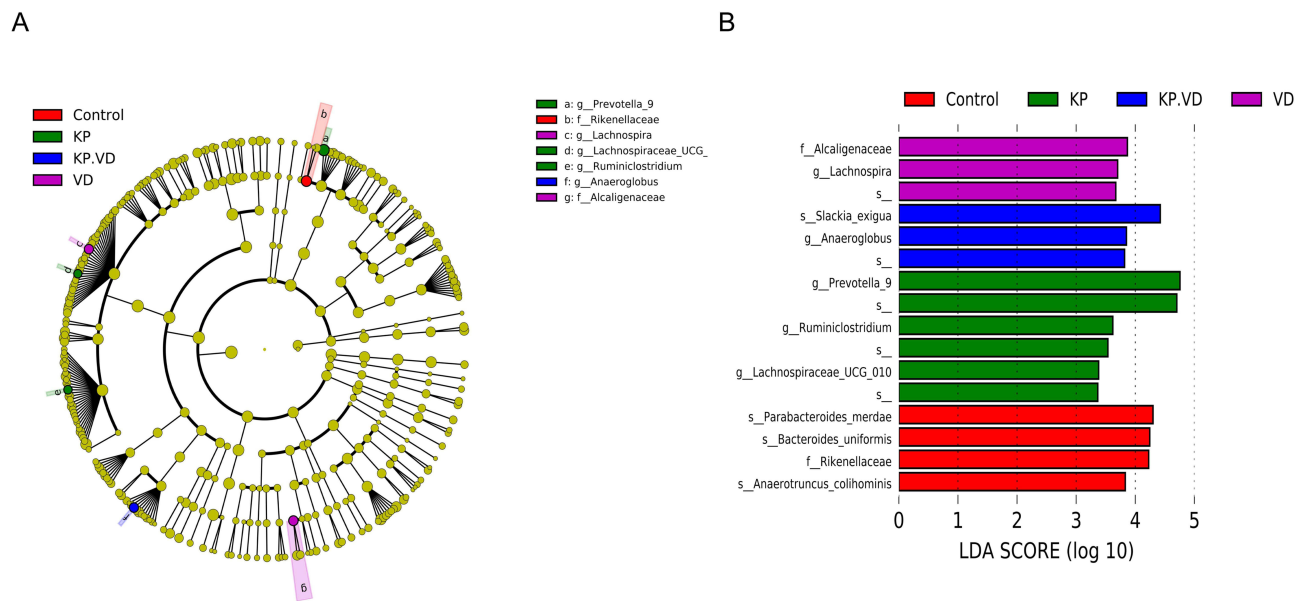 A
B
Control
KP
KP.VD
VD
a: g__Prevotella_9
b: f__Rikenellaceae
c: g__Lachnospira
d: g__Lachnospiraceae_UCG_
e: g__Ruminiclostridium
f: g__Anaeroglobus
g: f__Alcaligenaceae
b
a
c
d
e
f
g
Control KP KP.VD VD
f__Alcaligenaceae
g__Lachnospira
s__
s__Slackia_exigua
g__Anaeroglobus
s__
g__Prevotella_9
s__
g__Ruminiclostridium
s__
g__Lachnospiraceae_UCG_010
s__
s__Parabacteroides_merdae
s__Bacteroides_uniformis
f__Rikenellaceae
s__Anaerotruncus_colihominis
0 1 2 3 4 5
LDA SCORE (log 10)